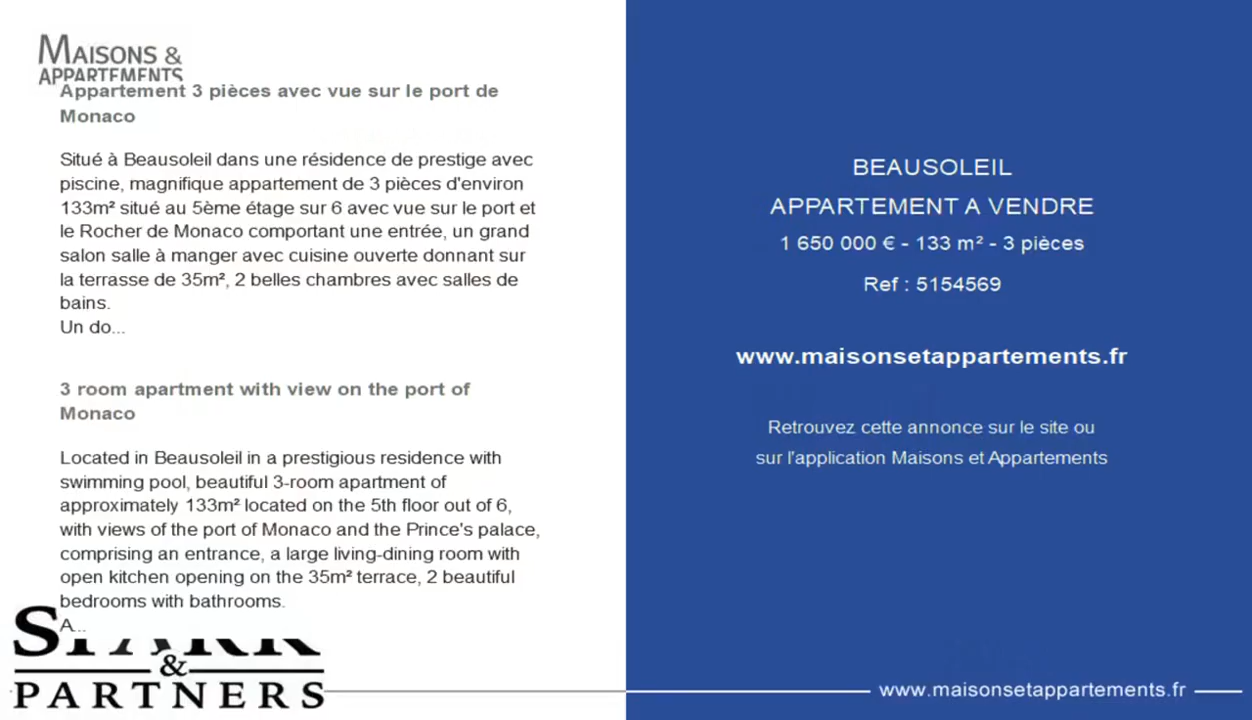 MAISONS &
APPARTEMENTS
Appartement 3 pièces avec vue sur le port de
Monaco
Situé à Beausoleil dans une résidence de prestige avec
piscine, magnifique appartement de 3 pièces d'environ
133m² situé au 5ème étage sur 6 avec vue sur le port et
le Rocher de Monaco comportant une entrée, un grand
salon salle à manger avec cuisine ouverte donnant sur
la terrasse de 35m², 2 belles chambres avec salles de
bains.
Un do...
3 room apartment with view on the port of
Monaco
Located in Beausoleil in a prestigious residence with
swimming pool, beautiful 3-room apartment of
approximately 133m² located on the 5th floor out of 6,
with views of the port of Monaco and the Prince's palace,
comprising an entrance, a large living-dining room with
open kitchen opening on the 35m² terrace, 2 beautiful
bedrooms with bathrooms.
A...
&
PARTNERS
BEAUSOLEIL
APPARTEMENT A VENDRE
1 650 000 € - 133 m² - 3 pièces
Ref : 5154569
www.maisonsetappartements.fr
Retrouvez cette annonce sur le site ou
sur l'application Maisons et Appartements
www.maisonsetappartements.fr